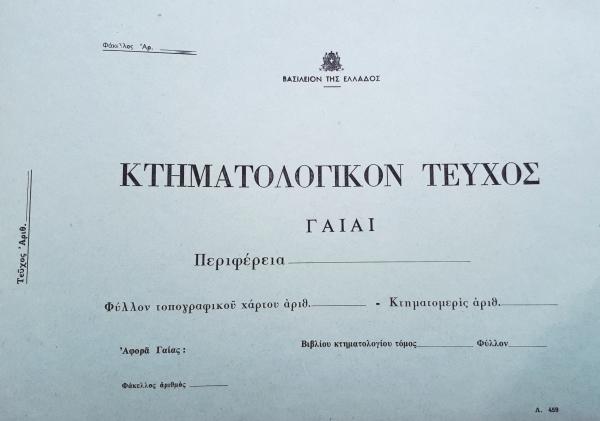 Φάκελλος Ἀρ.
ΒΑΣΙΛΕΙΟΝ ΤΗΣ ΕΛΛΑΔΟΣ
ΚΤΗΜΑΤΟΛΟΓΙΚΟΝ ΤΕΥΧΟΣ
ΓΑΙΑΙ
Τεῦχος Ἀριθ.
Περιφέρεια
Φύλλον τοπογραφικοῦ χάρτου ἀριθ. - Κτηματομερὶς ἀριθ.
Ἀφορᾶ Γαίας : Βιβλίου κτηματολογίου τόμος Φύλλον
Φάκελλος ἀριθμός
Λ. 459